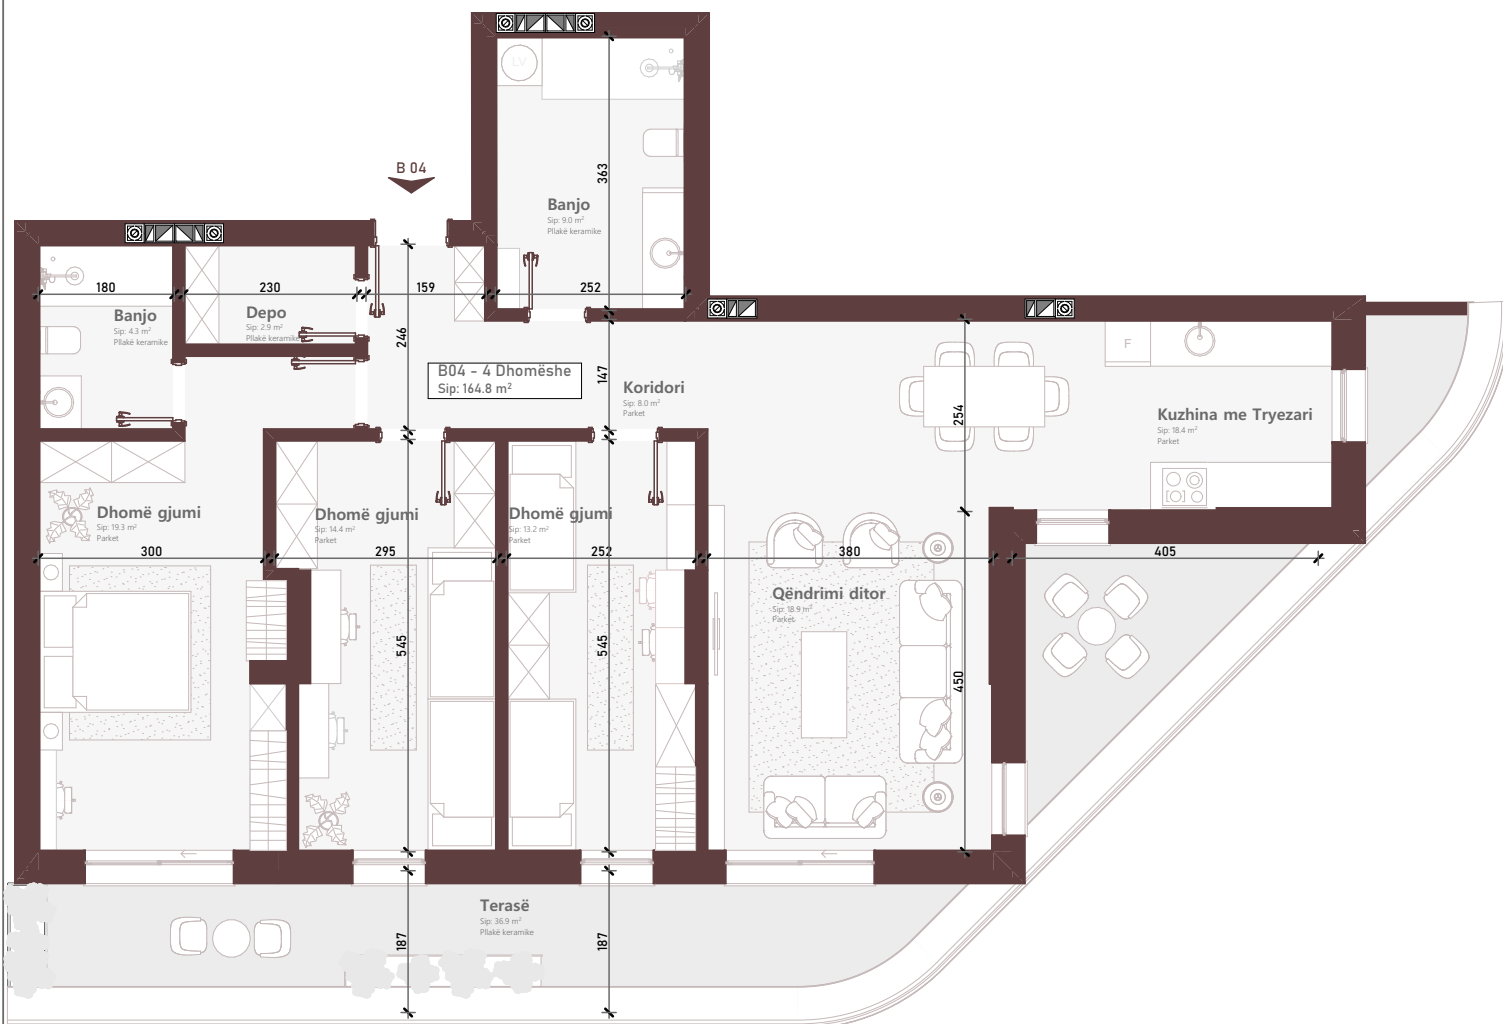 LV
363
B 04
Banjo
Sip: 9.0 m²
Pllakë keramike
180
230
159
252
Banjo
Sip: 4.3 m²
Pllakë keramike
Depo
Sip: 2.9 m²
Pllakë keramike
246
147
B04 - 4 Dhomëshe
Sip: 164.8 m²
Koridori
Sip: 8.0 m²
Parket
254
F
Kuzhina me Tryezari
Sip: 18.4 m²
Parket
Dhomë gjumi
Sip: 19.3 m²
Parket
Dhomë gjumi
Sip: 14.4 m²
Parket
Dhomë gjumi
Sip: 13.2 m²
Parket
300
295
252
380
405
Qëndrimi ditor
Sip: 18.9 m²
Parket
545
545
450
Terasë
Sip: 36.9 m²
Pllakë keramike
187
187